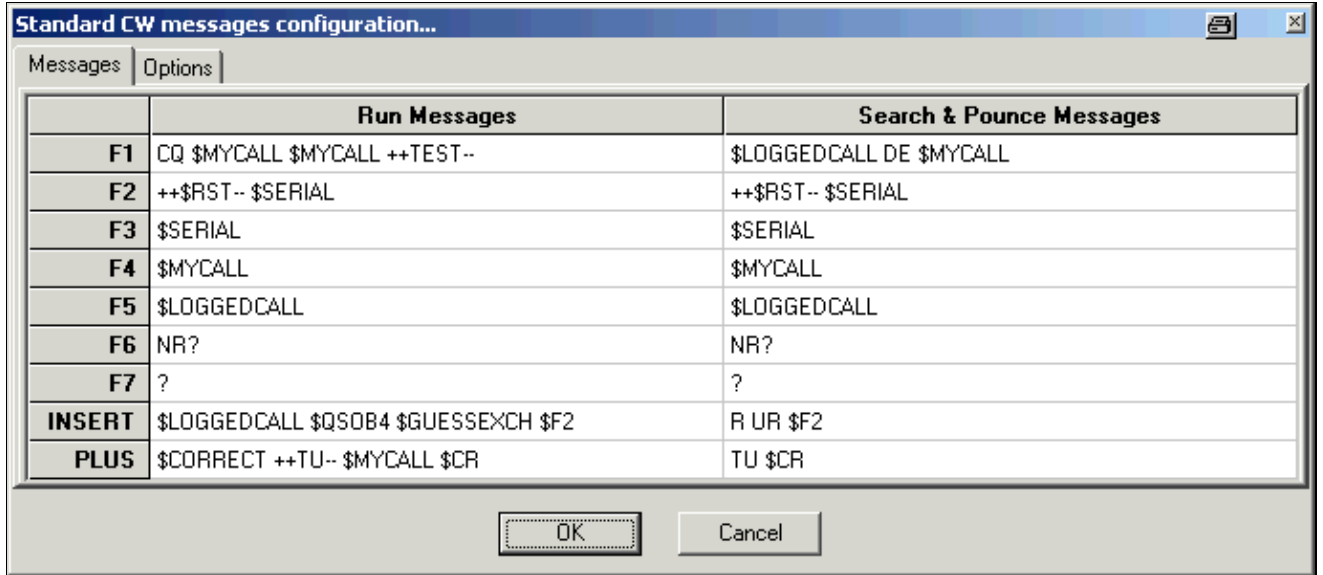 Standard CW messages configuration...
Messages Options
Run Messages Search & Pounce Messages
F1 CQ $MYCALL $MYCALL ++TEST-- $LOGGEDCALL DE $MYCALL
F2 ++$RST-- $SERIAL ++$RST-- $SERIAL
F3 $SERIAL $SERIAL
F4 $MYCALL $MYCALL
F5 $LOGGEDCALL $LOGGEDCALL
F6 NR? NR?
F7 ? ?
INSERT $LOGGEDCALL $QSOB4 $GUESSEXCH $F2 R UR $F2
PLUS $CORRECT ++TU-- $MYCALL $CR TU $CR
OK Cancel